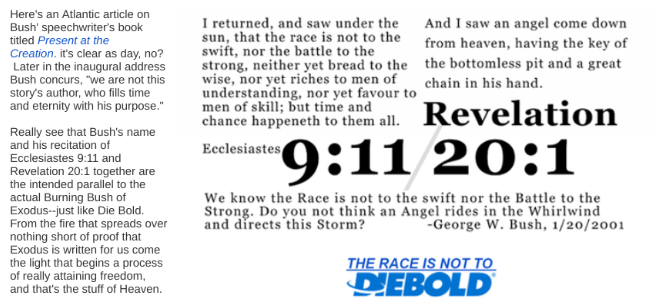 Here's an Atlantic article on
Bush' speechwriter's book
titled Present at the
Creation. it's clear as day, no?
Later in the inaugural address
Bush concurs, "we are not this
story's author, who fills time
and eternity with his purpose."
Really see that Bush's name
and his recitation of
Ecclesiastes 9:11 and
Revelation 20:1 together are
the intended parallel to the
actual Burning Bush of
Exodus--just like Die Bold.
From the fire that spreads over
nothing short of proof that
Exodus is written for us come
the light that begins a process
of really attaining freedom,
and that's the stuff of Heaven.
I returned, and saw under the
sun, that the race is not to the
swift, nor the battle to the
strong, neither yet bread to the
wise, nor yet riches to men of
understanding, nor yet favour to
men of skill; but time and
chance happeneth to them all.
Ecclesiastes 9:11
And I saw an angel come down
from heaven, having the key of
the bottomless pit and a great
chain in his hand.
Revelation
/20:1
We know the Race is not to the swift nor the Battle to the
Strong. Do you not think an Angel rides in the Whirlwind
and directs this Storm? -George W. Bush, 1/20/2001
THE RACE IS NOT TO
DIEBOLD